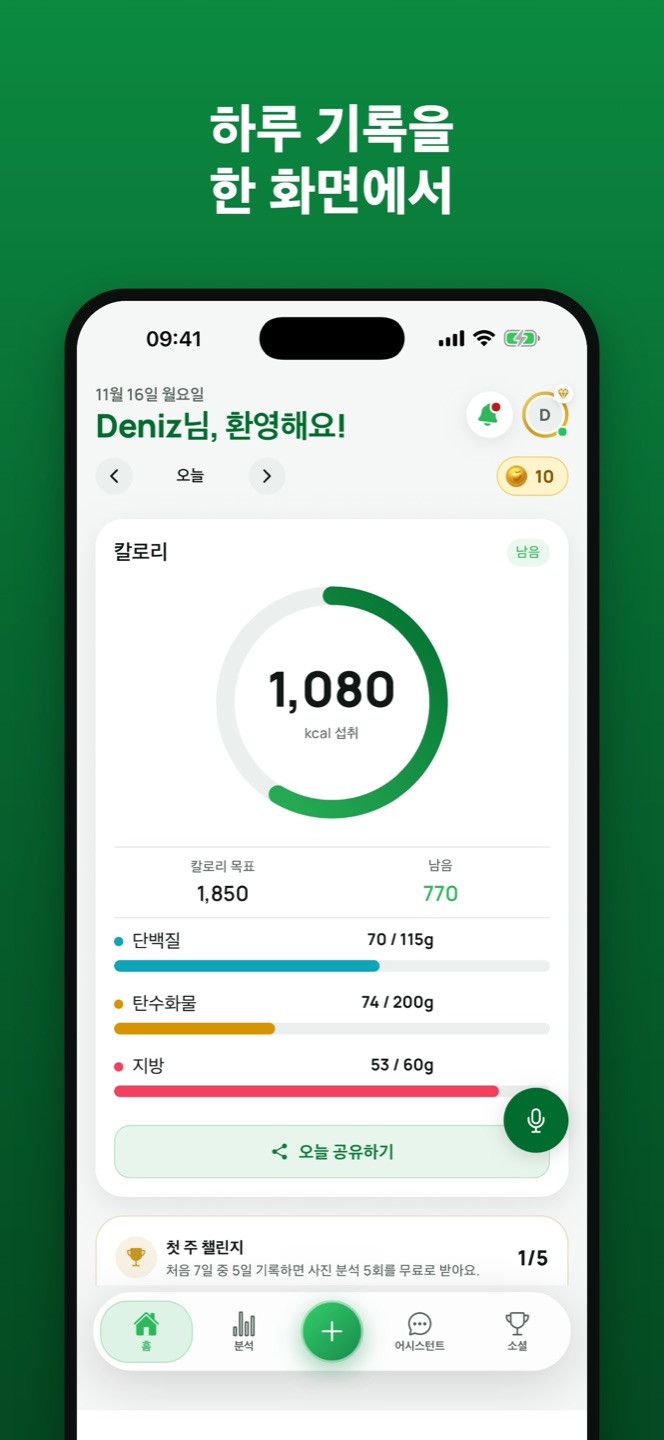 하루 기록을
한 화면에서
09:41
11월 16일 월요일
Deniz님, 환영해요!
D
오늘
10
칼로리
남음
1,080
kcal 섭취
칼로리 목표
남음
1,850
770
단백질
70 / 115g
탄수화물
74 / 200g
지방
53 / 60g
오늘 공유하기
첫 주 챌린지
처음 7일 중 5일 기록하면 사진 분석 5회를 무료로 받아요.
1/5
홈
분석
어시스턴트
소셜